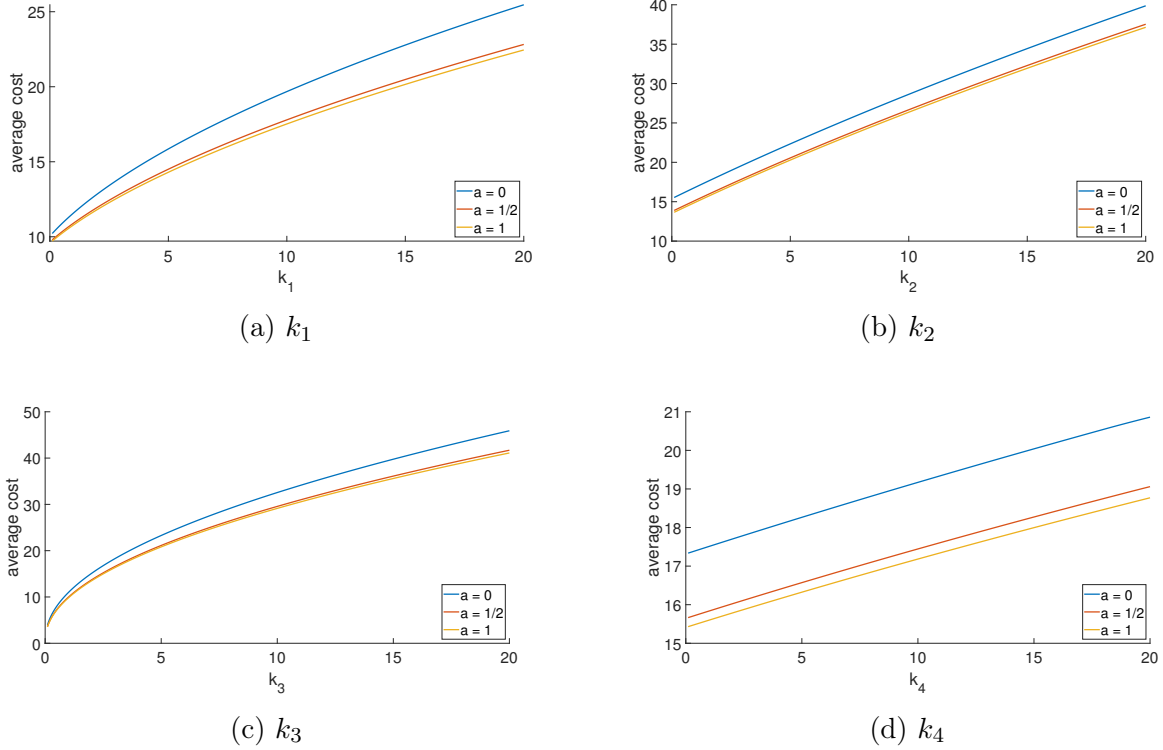 25
20
15
10
average cost
0 5 10 15 20
k1
a = 0
a = 1/2
a = 1
(a) k1
40
35
30
25
20
15
10
average cost
0 5 10 15 20
k2
a = 0
a = 1/2
a = 1
(b) k2
50
40
30
20
10
0
average cost
0 5 10 15 20
k3
a = 0
a = 1/2
a = 1
(c) k3
21
20
19
18
17
16
15
average cost
0 5 10 15 20
k4
a = 0
a = 1/2
a = 1
(d) k4